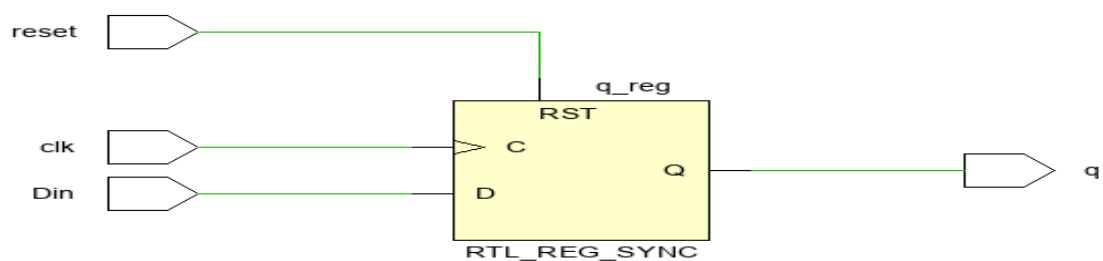 reset
q_reg
RST
clk
C
Q
q
Din
D
RTL_REG_SYNC